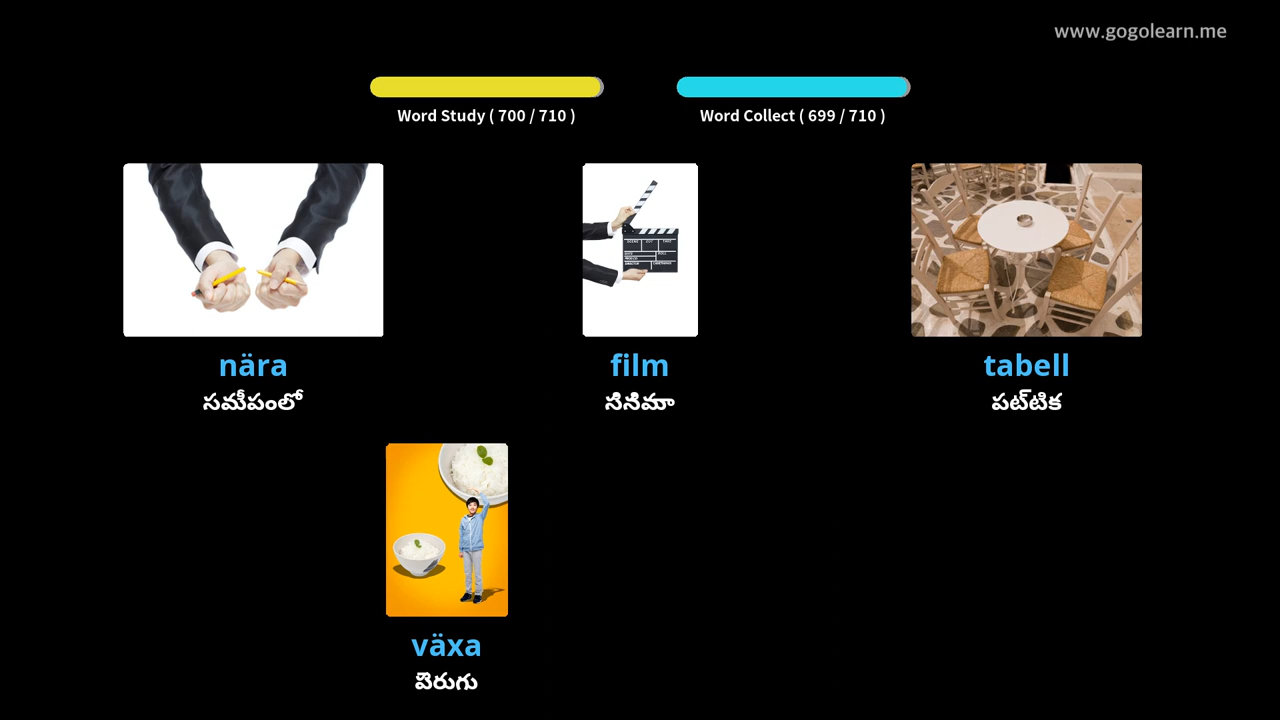 www.gogolearn.me
Word Study ( 700 / 710 )
Word Collect ( 699 / 710 )
nära
film
tabell
సమీపంలో
సినిమా
పట్టిక
växa
పెరుగు